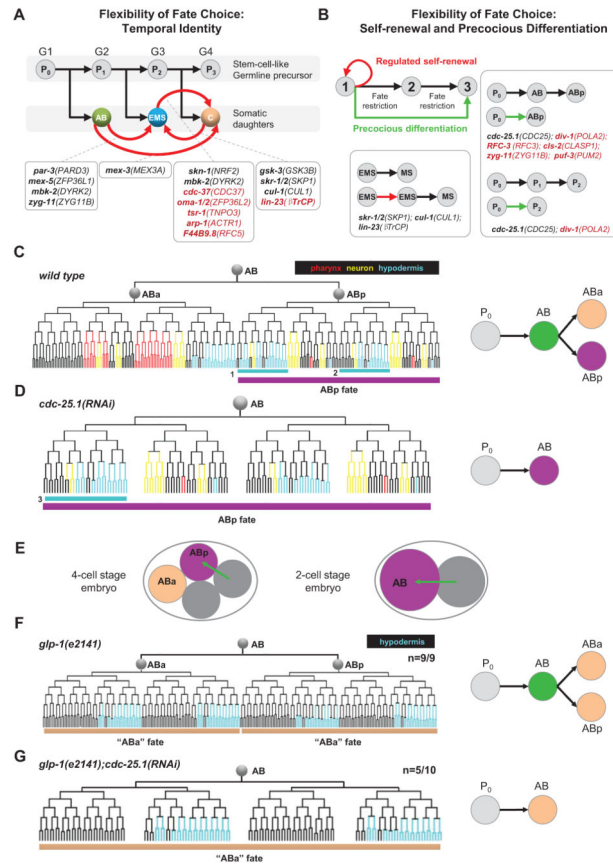 A
Flexibility of Fate Choice:
Temporal Identity
G1 G2 G3 G4
P0 P1 P2 P3
Stem-cell-like
Germline precursor
AB EMS C
Somatic
daughters
par-3(PARD3)
mex-5(ZFP36L1)
mbk-2(DYRK2)
zyg-11(ZYG11B)
mex-3(MEX3A)
skn-1(NRF2)
mbk-2(DYRK2)
cdc-37(CDC37)
oma-1/2(ZFP36L2)
tsr-1(TNPO3)
arp-1(ACTR1)
F44B9.8(RFC5)
gsk-3(GSK3B)
skr-1/2(SKP1)
cul-1(CUL1)
lin-23(βTrCP)
B
Flexibility of Fate Choice:
Self-renewal and Precocious Differentiation
Regulated self-renewal
1 2 3
Fate
restriction
Fate
restriction
Precocious differentiation
EMS MS
EMS EMS MS
skr-1/2(SKP1); cul-1(CUL1);
lin-23(βTrCP)
P0 AB ABp
P0 ABp
cdc-25.1(CDC25); div-1(POLA2);
RFC-3(RFC3); cls-2(CLASP1);
zyg-11(ZYG11B); puf-3(PUM2)
P0 P1 P2
P0 P2
cdc-25.1(CDC25); div-1(POLA2)
C
wild type
AB
pharynx neuron hypodermis
ABa ABp
1 2
ABp fate
P0 AB ABa
ABp
D
cdc-25.1(RNAi)
AB
3
ABp fate
P0 AB
E
4-cell stage
embryo
ABp
ABa
2-cell stage
embryo
AB
F
glp-1(e2141)
AB
hypodermis
n=9/9
ABa ABp
"ABa" fate "ABa" fate
P0 AB ABa
ABp
G
glp-1(e2141);cdc-25.1(RNAi)
AB
n=5/10
"ABa" fate
P0 AB